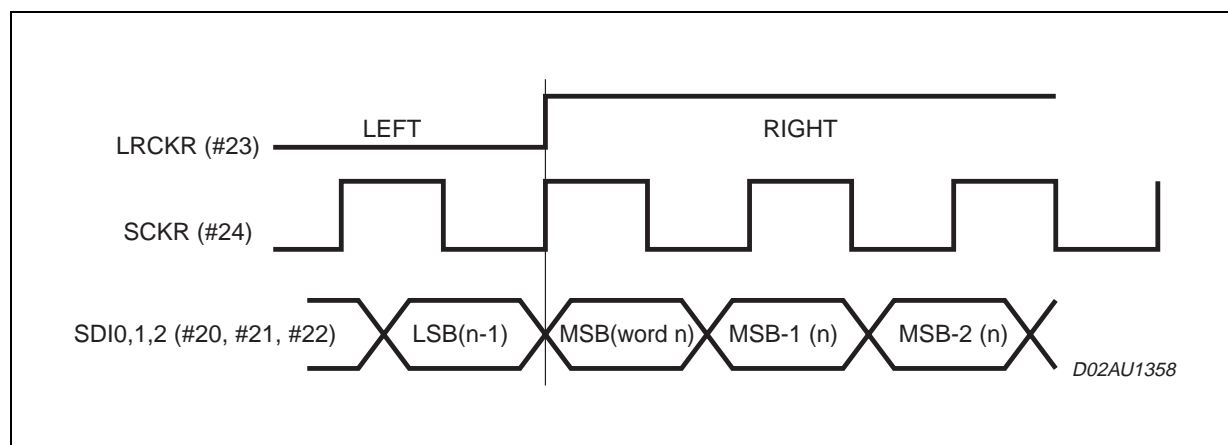 LEFT
RIGHT
LRCKR (#23)
SCKR (#24)
SDI0,1,2 (#20, #21, #22)
LSB(n-1)
MSB(word n)
MSB-1 (n)
MSB-2 (n)
D02AU1358